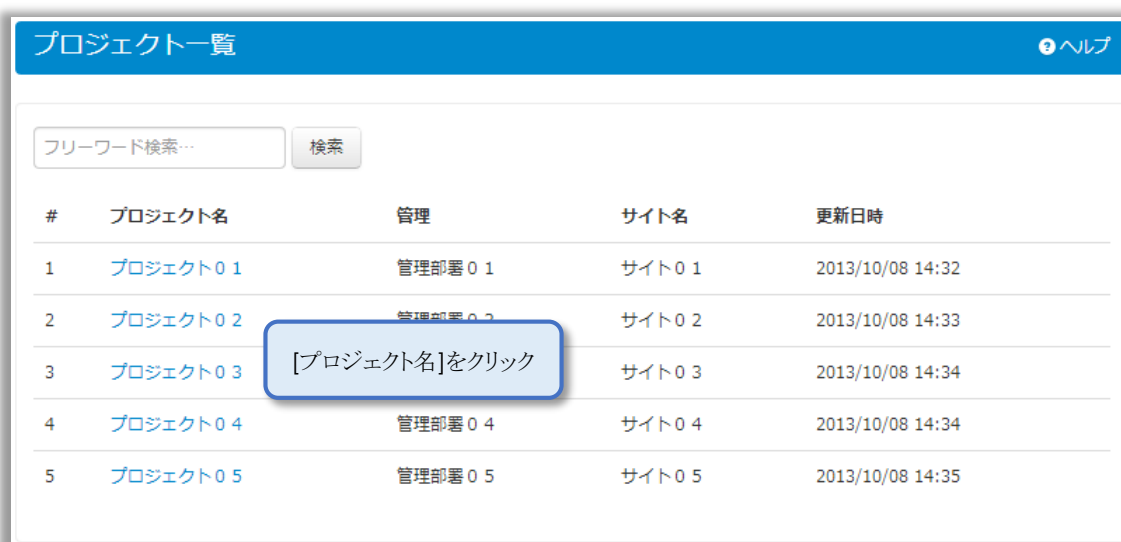 プロジェクト一覧 ?ヘルプ
フリーワード検索… 検索
# プロジェクト名 管理 サイト名 更新日時
1 プロジェクト０１ 管理部署０１ サイト０１ 2013/10/08 14:32
2 プロジェクト０２ 管理部署０２ サイト０２ 2013/10/08 14:33
[プロジェクト名]をクリック
3 プロジェクト０３ サイト０３ 2013/10/08 14:34
4 プロジェクト０４ 管理部署０４ サイト０４ 2013/10/08 14:34
5 プロジェクト０５ 管理部署０５ サイト０５ 2013/10/08 14:35